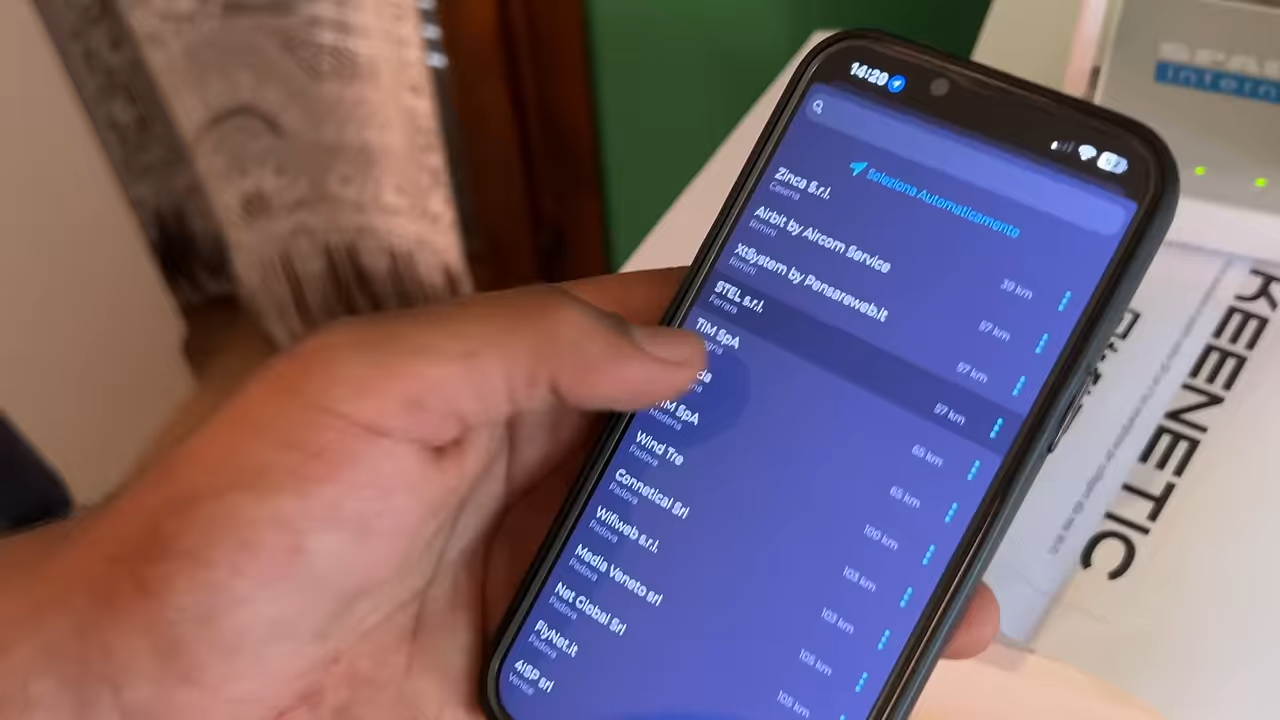 14:20
Seleziona Automaticamente
Zinca S.r.l.
Cesena
39 km
Airbit by Aircom Service
Rimini
57 km
XtSystem by Pensareweb.it
Rimini
57 km
STEL s.r.l.
Ferrara
57 km
TIM SpA
65 km
65 km
TIM SpA
Modena
100 km
Wind Tre
Padova
103 km
Connetical Srl
Padova
103 km
Wifiweb s.r.l.
Padova
105 km
Media Veneto srl
Padova
105 km
Net Global Srl
Padova
FlyNet.it
Padova
4ISP srl
Venice
KEENETIC